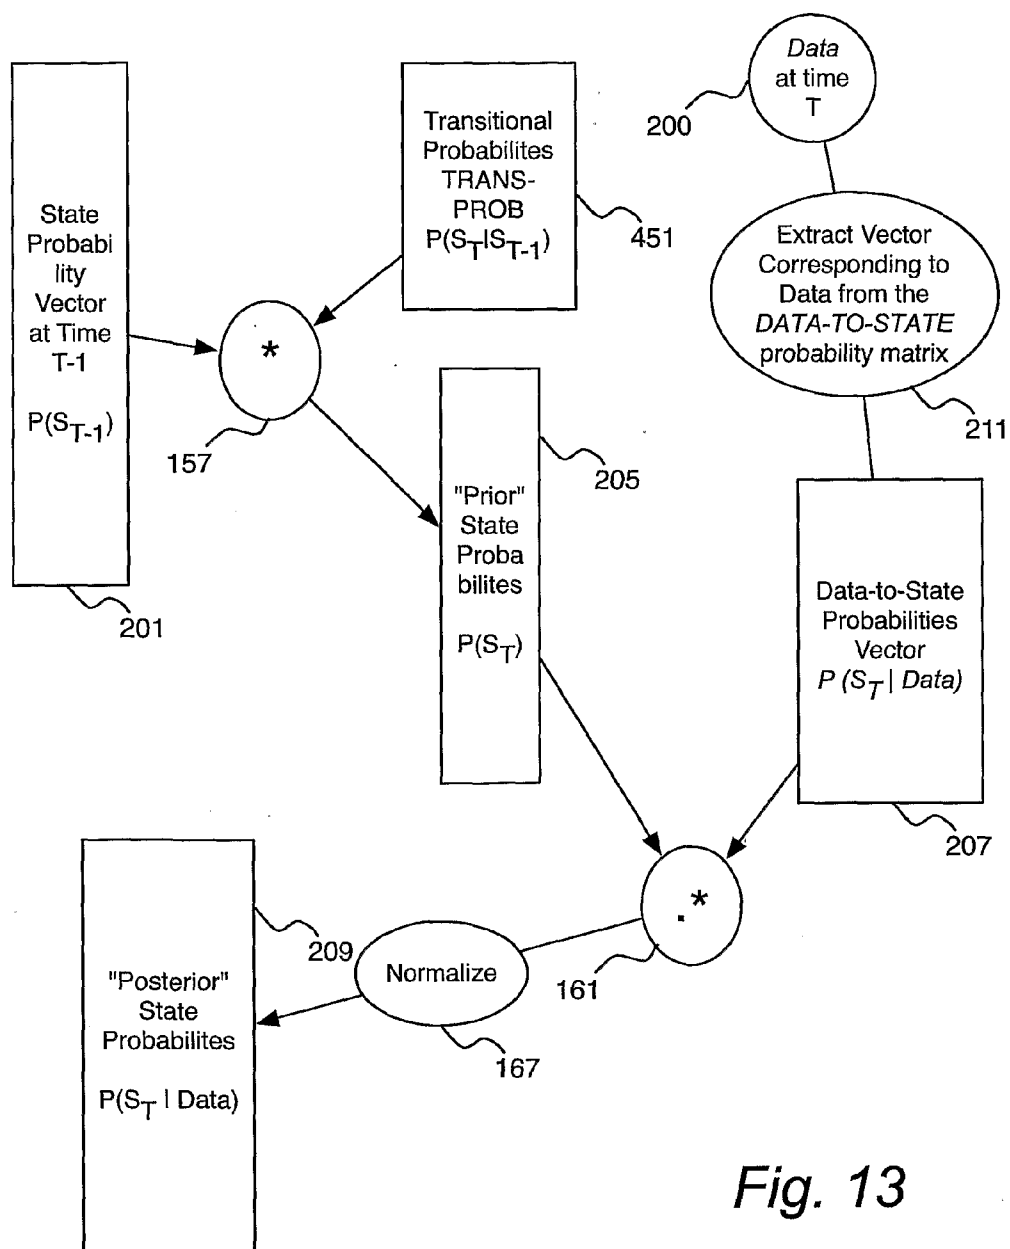 Data
at time
T
200
Transitional
Probabilites
TRANS-
PROB
P(STIST-1)
451
State
Probabi
lity
Vector
at Time
T-1
P(ST-1)
201
*
157
Extract Vector
Corresponding to
Data from the
DATA-TO-STATE
probability matrix
211
"Prior"
State
Proba
bilites
P(ST)
205
Data-to-State
Probabilities
Vector
P (ST | Data)
207
.*
161
Normalize
167
"Posterior"
State
Probabilites
P(ST I Data)
209
Fig. 13